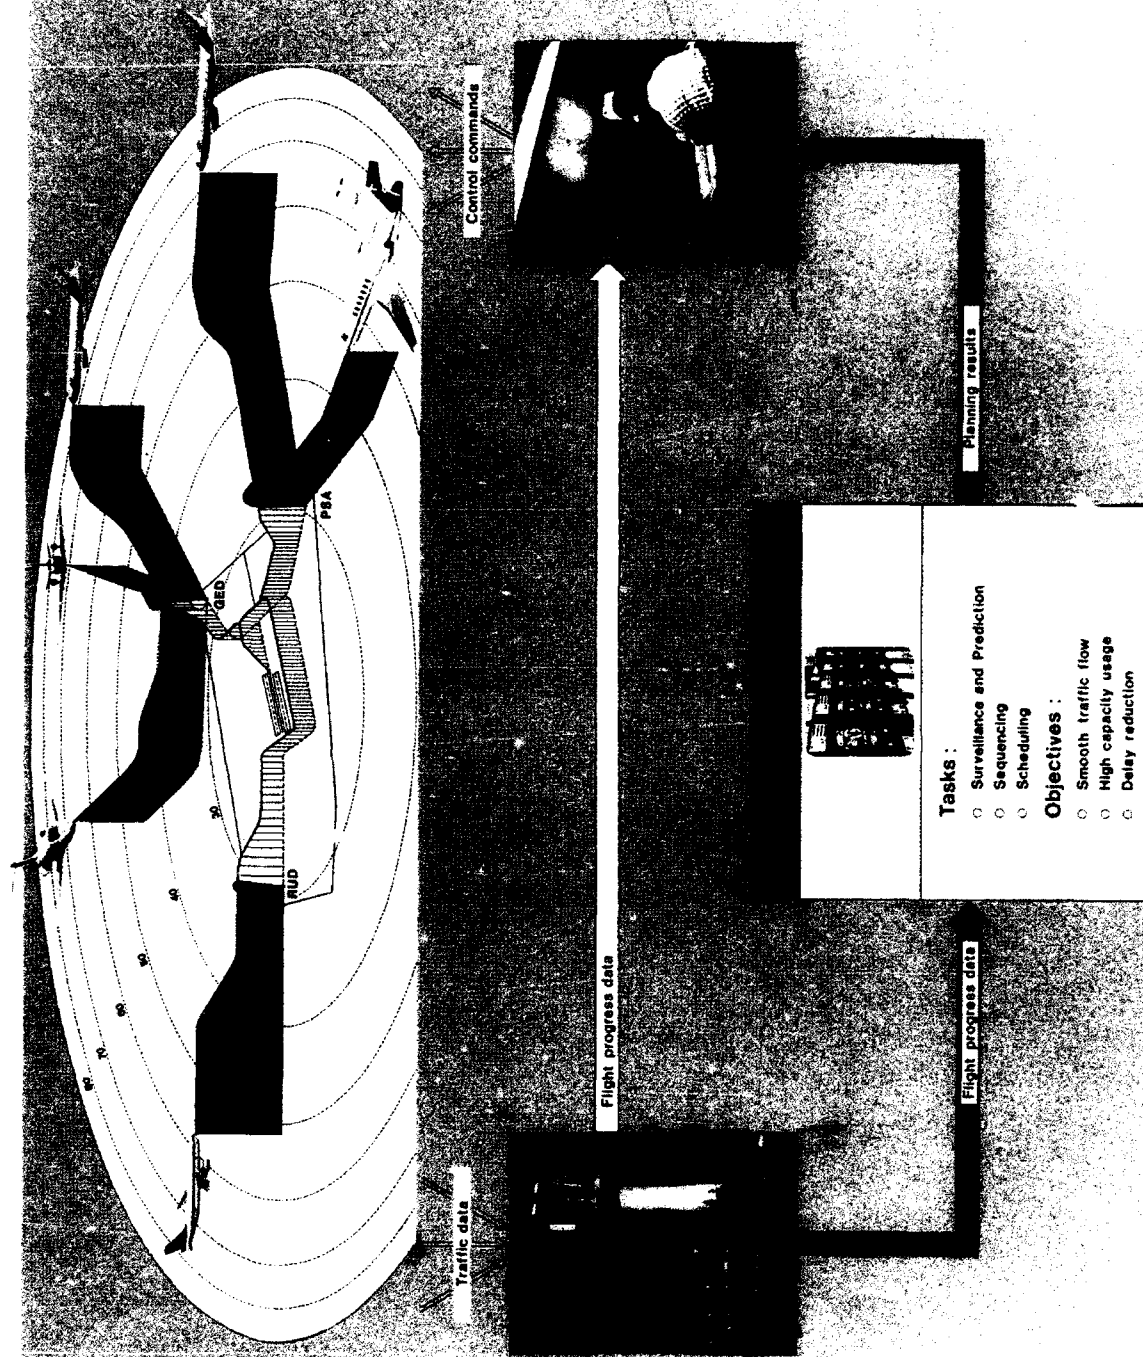 80
70
60
50
40
30
RUD
GED
PSA
Traffic data
Control commands
Flight progress data
Flight progress data
Planning results
Tasks :
○ Surveillance and Prediction
○ Sequencing
○ Scheduling
Objectives :
○ Smooth traffic flow
○ High capacity usage
○ Delay reduction